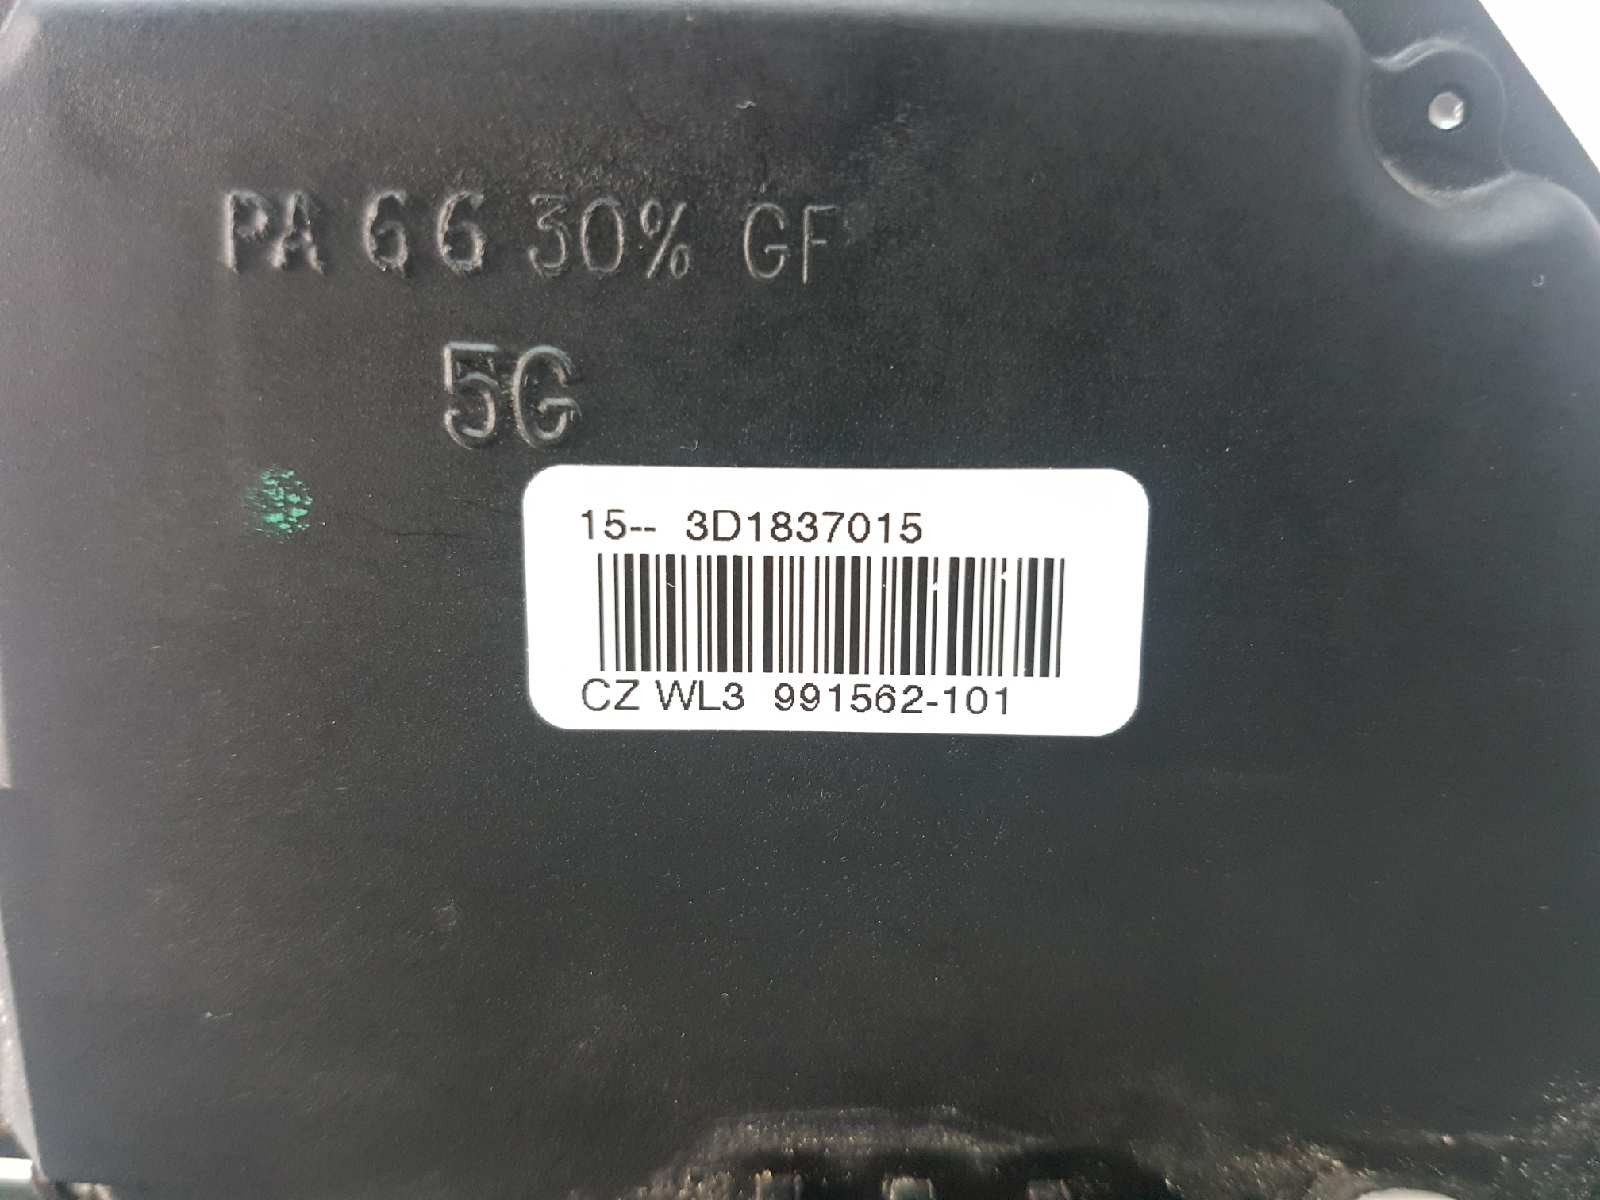 PA 66 30% GF
5G
15-- 3D1837015
CZ WL3 991562-101